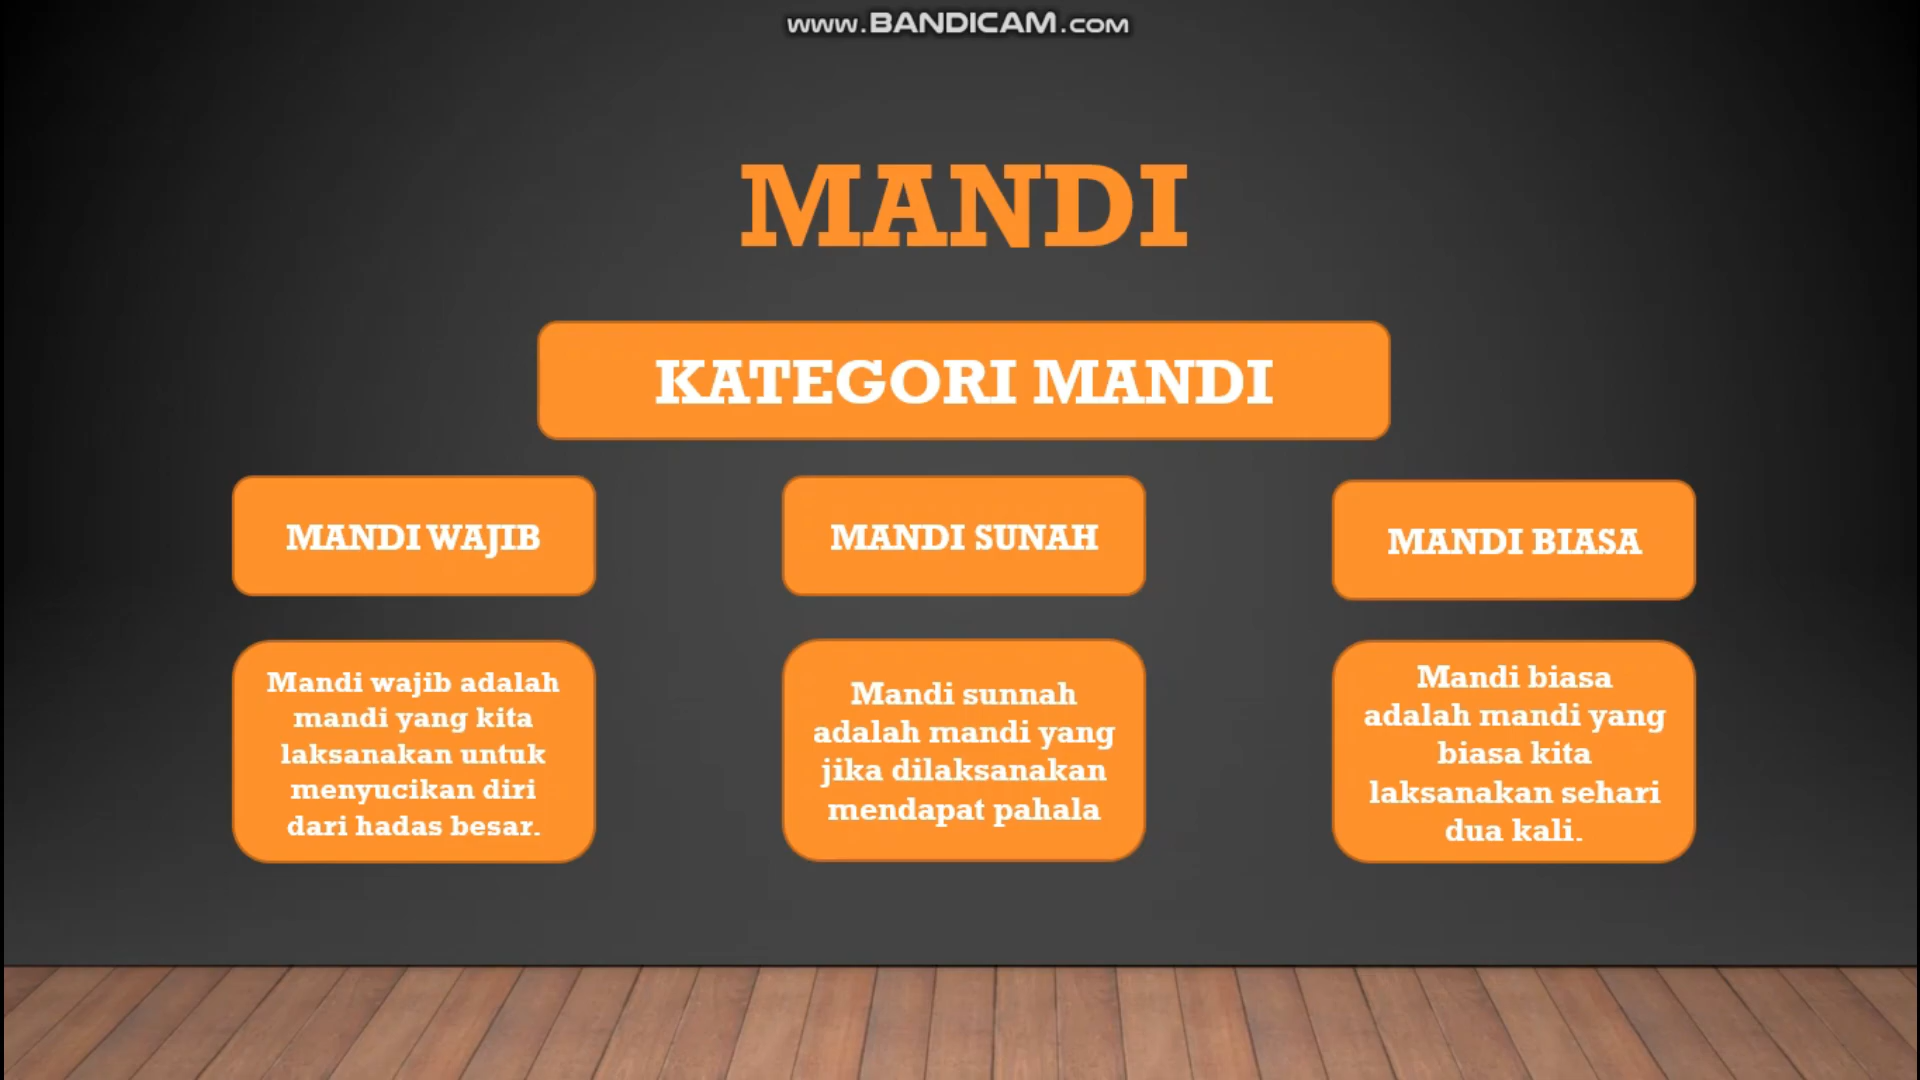 www.BANDICAM.com
MANDI
KATEGORI MANDI
MANDI WAJIB
MANDI SUNAH
MANDI BIASA
Mandi wajib adalah
mandi yang kita
laksanakan untuk
menyucikan diri
dari hadas besar.
Mandi sunnah
adalah mandi yang
jika dilaksanakan
mendapat pahala
Mandi biasa
adalah mandi yang
biasa kita
laksanakan sehari
dua kali.